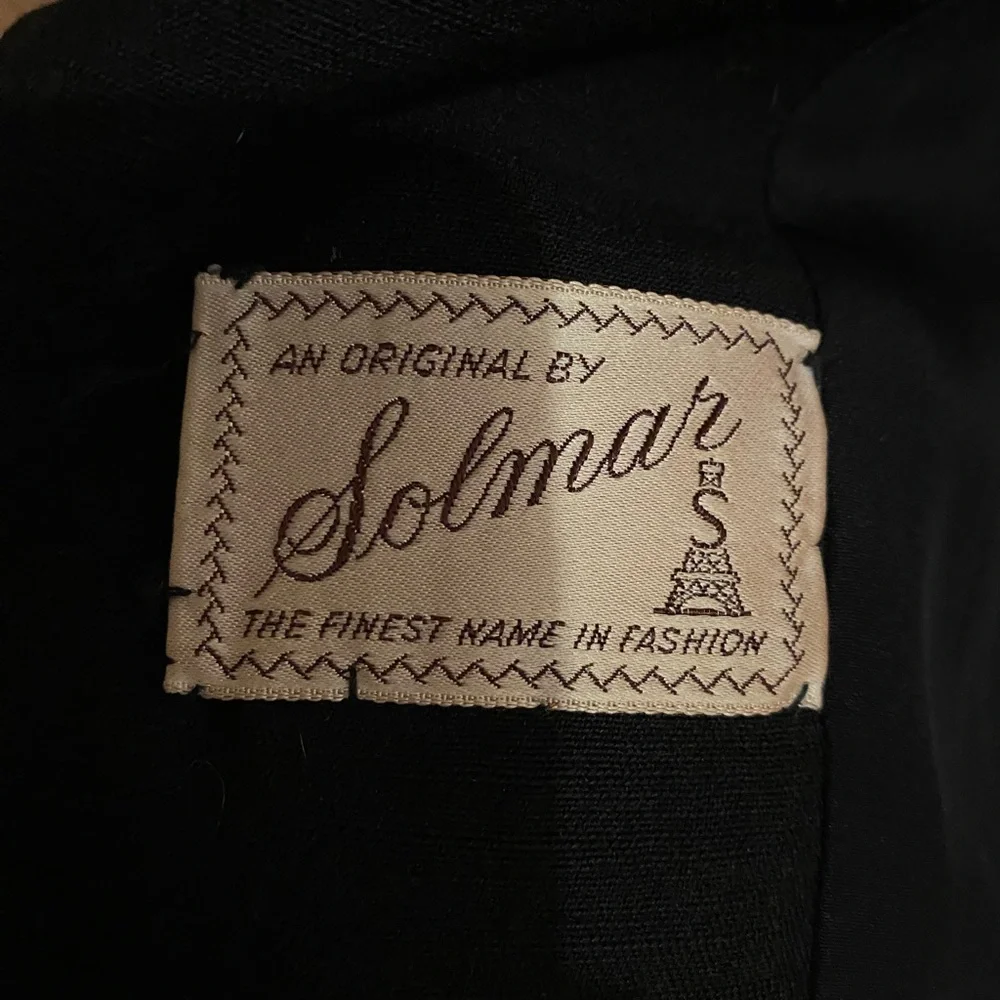 AN ORIGINAL BY
Solmar
S
THE FINEST NAME IN FASHION